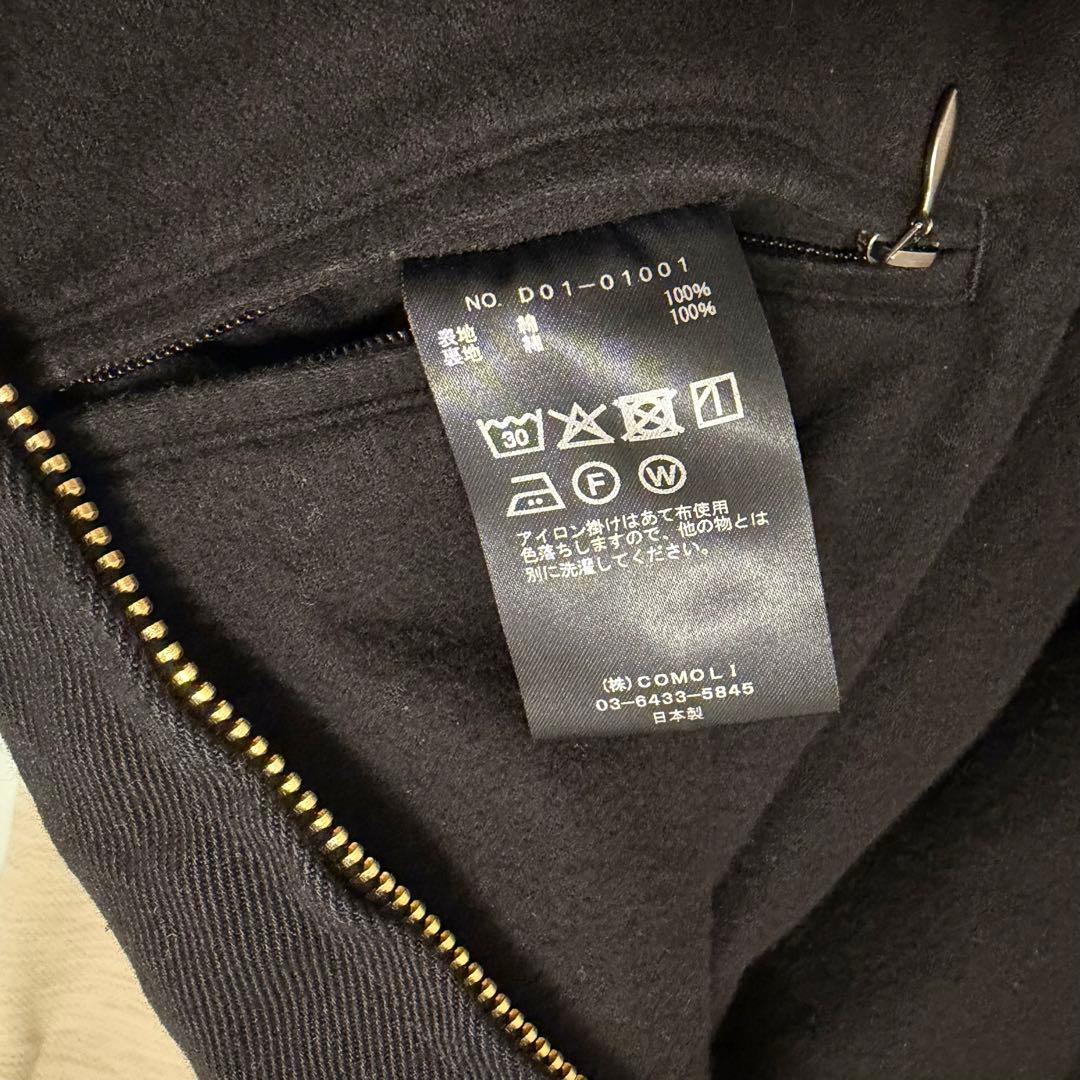 NO. D01-01001
表地 綿 100%
裏地 綿 100%
30
F W
アイロン掛けはあて布使用
色落ちしますので、他の物とは
別に洗濯してください。
(株)COMOLI
03-6433-5845
日本製